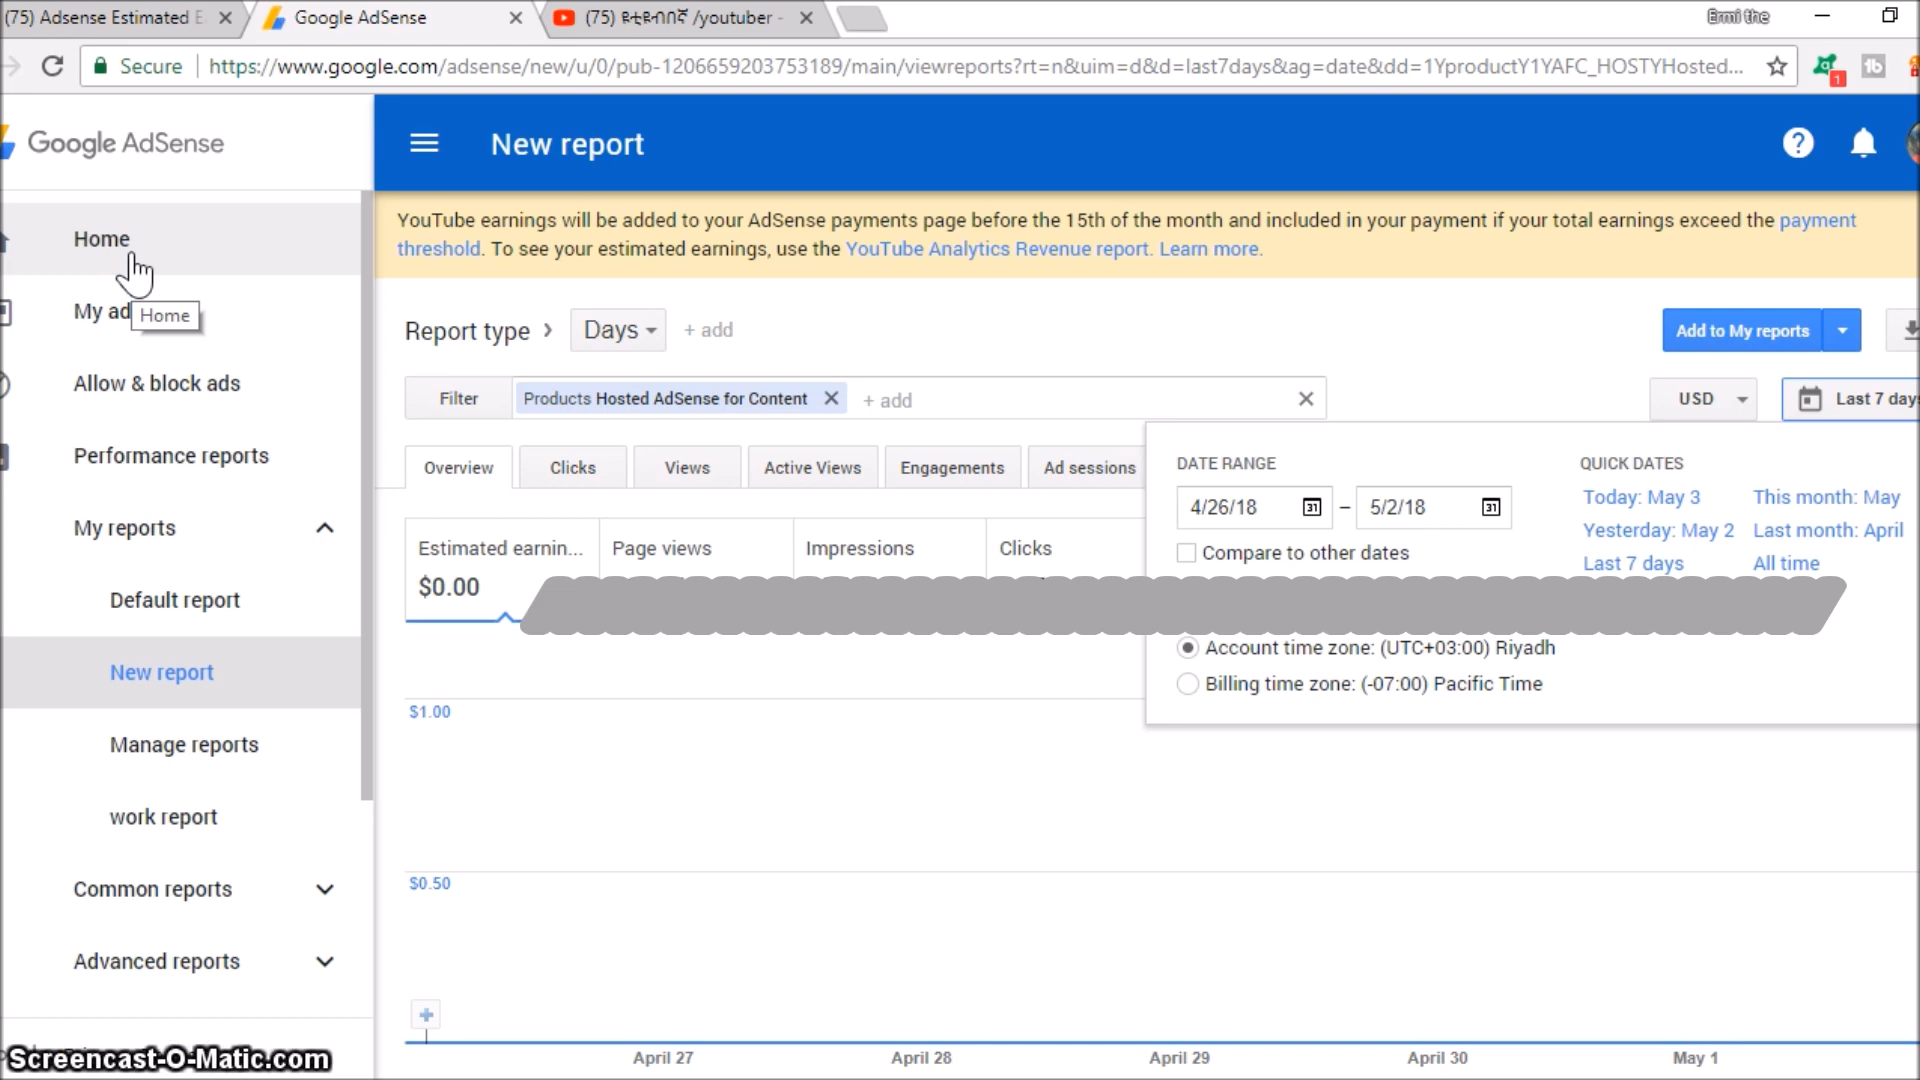 (75) Adsense Estimated E
Google AdSense
(75) ድቲቶብበኛ /youtuber -
Ermi the
Secure
https://www.google.com/adsense/new/u/0/pub-1206659203753189/main/viewreports?rt=n&uim=d&d=last7days&ag=date&dd=1YproductY1YAFC_HOSTYHosted...
1
Google AdSense
New report
Home
My ad
Home
Allow & block ads
Performance reports
My reports
Default report
New report
Manage reports
work report
Common reports
Advanced reports
YouTube earnings will be added to your AdSense payments page before the 15th of the month and included in your payment if your total earnings exceed the payment
threshold. To see your estimated earnings, use the YouTube Analytics Revenue report. Learn more.
Report type
Days
+ add
Add to My reports
Filter
Products Hosted AdSense for Content
+ add
USD
Last 7 days
Overview
Clicks
Views
Active Views
Engagements
Ad sessions
DATE RANGE
QUICK DATES
4/26/18 – 5/2/18
Today: May 3
This month: May
Yesterday: May 2
Last month: April
Compare to other dates
Last 7 days
All time
Estimated earnin...
Page views
Impressions
Clicks
$0.00
Account time zone: (UTC+03:00) Riyadh
Billing time zone: (-07:00) Pacific Time
$1.00
$0.50
April 27
April 28
April 29
April 30
May 1
Screencast-O-Matic.com